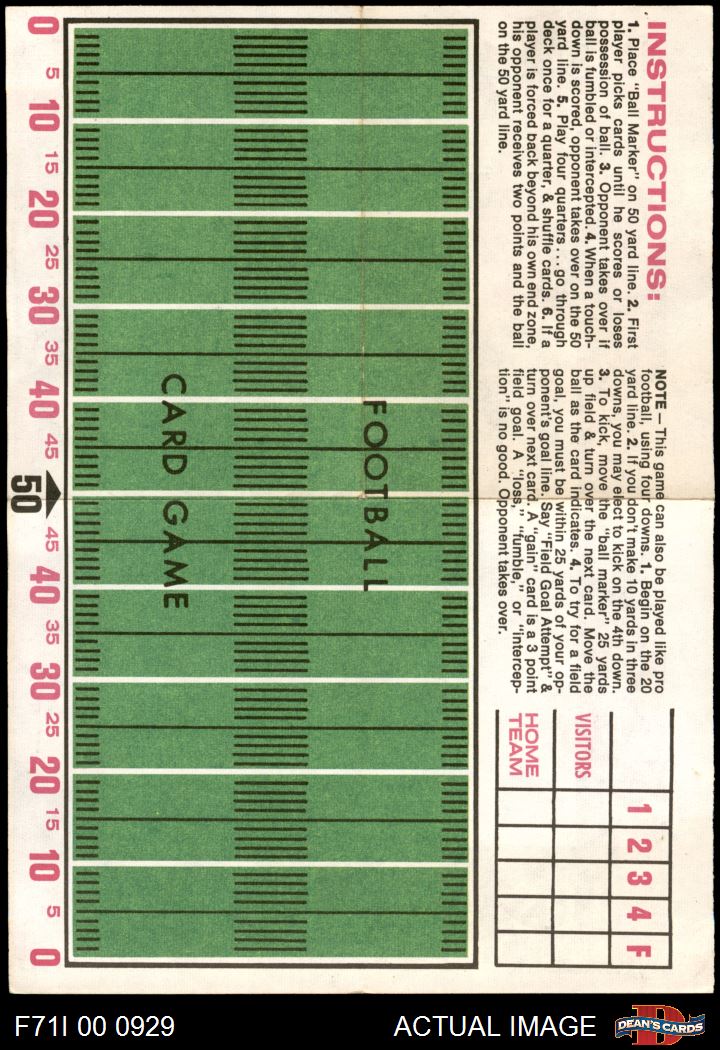 INSTRUCTIONS:
1. Place "Ball Marker" on 50 yard line. 2. First
player picks cards until he scores or loses
possession of ball. 3. Opponent takes over if
ball is fumbled or intercepted. 4. When a touch-
down is scored, opponent takes over on the 50
yard line. 5. Play four quarters . . . go through
deck once for a quarter, & shuffle cards. 6. If a
player is forced back beyond his own end zone,
his opponent receives two points and the ball
on the 50 yard line.
NOTE — This game can also be played like pro
football, using four downs. 1. Begin on the 20
yard line. 2. If you don't make 10 yards in three
downs, you may elect to kick on the 4th down.
3. To kick, move the "ball marker" 25 yards
up field & turn over the next card. Move the
ball as the card indicates. 4. To try for a field
goal, you must be within 25 yards of your op-
ponent's goal line. Say "Field Goal Attempt" &
turn over next card. A "gain" card is a 3 point
field goal. A "loss," "fumble," or "intercep-
tion" is no good. Opponent takes over.
1 2 3 4 F
VISITORS
HOME
TEAM
FOOTBALL
CARD GAME
0 5 10 15 20 25 30 35 40 45 50 45 40 35 30 25 20 15 10 5 0
F71I 00 0929
ACTUAL IMAGE
D
DEAN'S CARDS